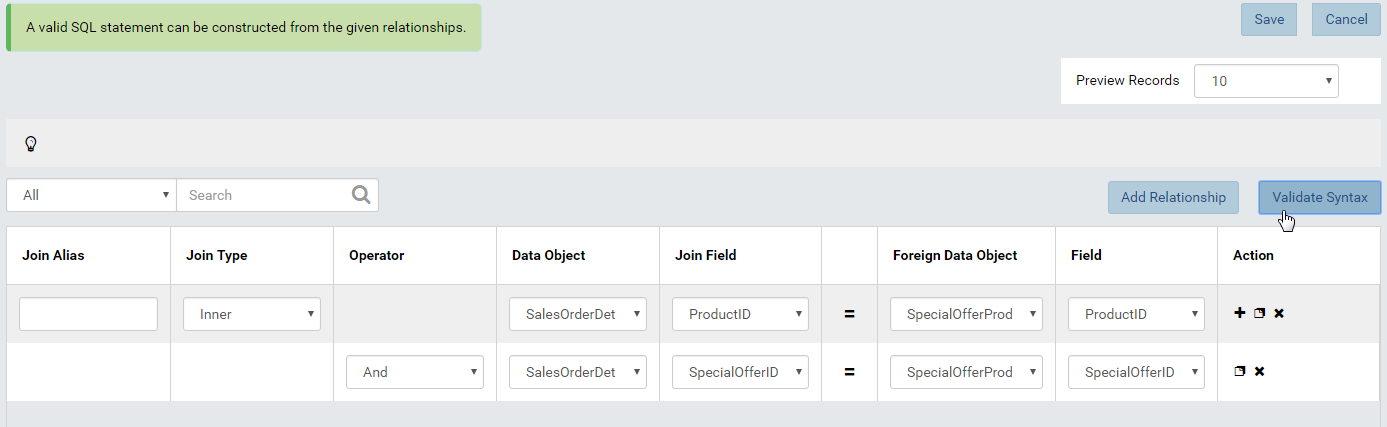 A valid SQL statement can be constructed from the given relationships.
Save Cancel
Preview Records 10
All Search Add Relationship Validate Syntax
Join Alias Join Type Operator Data Object Join Field Foreign Data Object Field Action
Inner SalesOrderDet ProductID = SpecialOfferProd ProductID
And SalesOrderDet SpecialOfferID = SpecialOfferProd SpecialOfferID